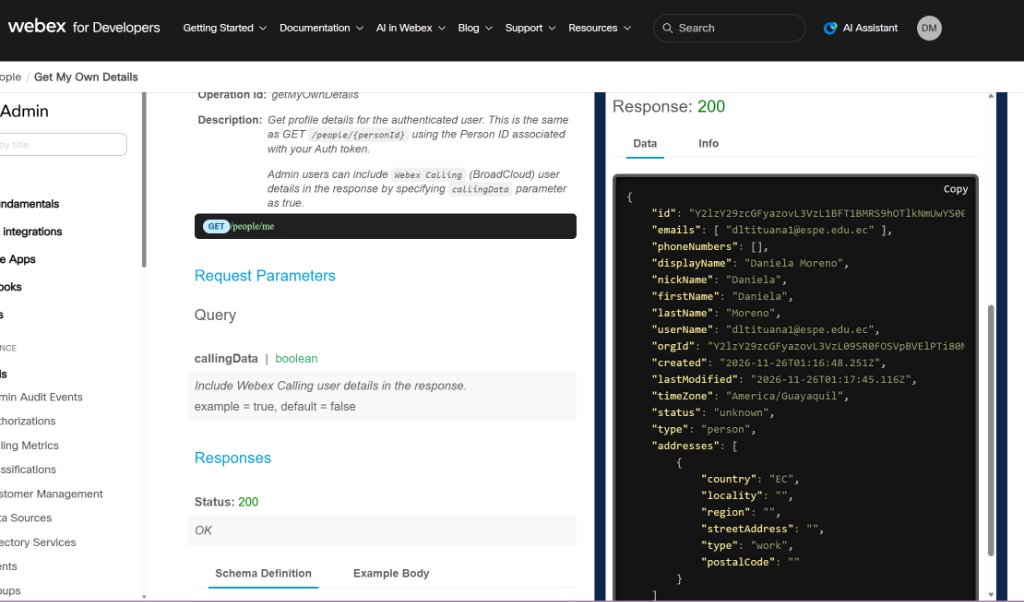 webex for Developers
Getting Started
Documentation
AI in Webex
Blog
Support
Resources
Search
AI Assistant
DM
ople / Get My Own Details
Admin
by title
ndamentals
integrations
e Apps
ooks
s
NCE
ls
min Audit Events
thorizations
ling Metrics
ssifications
stomer Management
ta Sources
ectory Services
ents
oups
Operation Id: getMyOwnDetails
Description: Get profile details for the authenticated user. This is the same
as GET /people/{personId} using the Person ID associated
with your Auth token.
Admin users can include Webex Calling (BroadCloud) user
details in the response by specifying callingData parameter
as true.
GET /people/me
Request Parameters
Query
callingData | boolean
Include Webex Calling user details in the response.
example = true, default = false
Responses
Status: 200
OK
Schema Definition
Example Body
Response: 200
Data
Info
Copy
{
"id": "Y2lzY29zcGFyazovL3VzL1BFT1BMRS9hOTlkNmUwYS00
"emails": [ "dltituana1@espe.edu.ec" ],
"phoneNumbers": [],
"displayName": "Daniela Moreno",
"nickName": "Daniela",
"firstName": "Daniela",
"lastName": "Moreno",
"userName": "dltituana1@espe.edu.ec",
"orgId": "Y2lzY29zcGFyazovL3VzL09SR0FOSVpBVElPTi80N
"created": "2026-11-26T01:16:48.251Z",
"lastModified": "2026-11-26T01:17:45.116Z",
"timeZone": "America/Guayaquil",
"status": "unknown",
"type": "person",
"addresses": [
{
"country": "EC",
"locality": "",
"region": "",
"streetAddress": "",
"type": "work",
"postalCode": ""
}
]